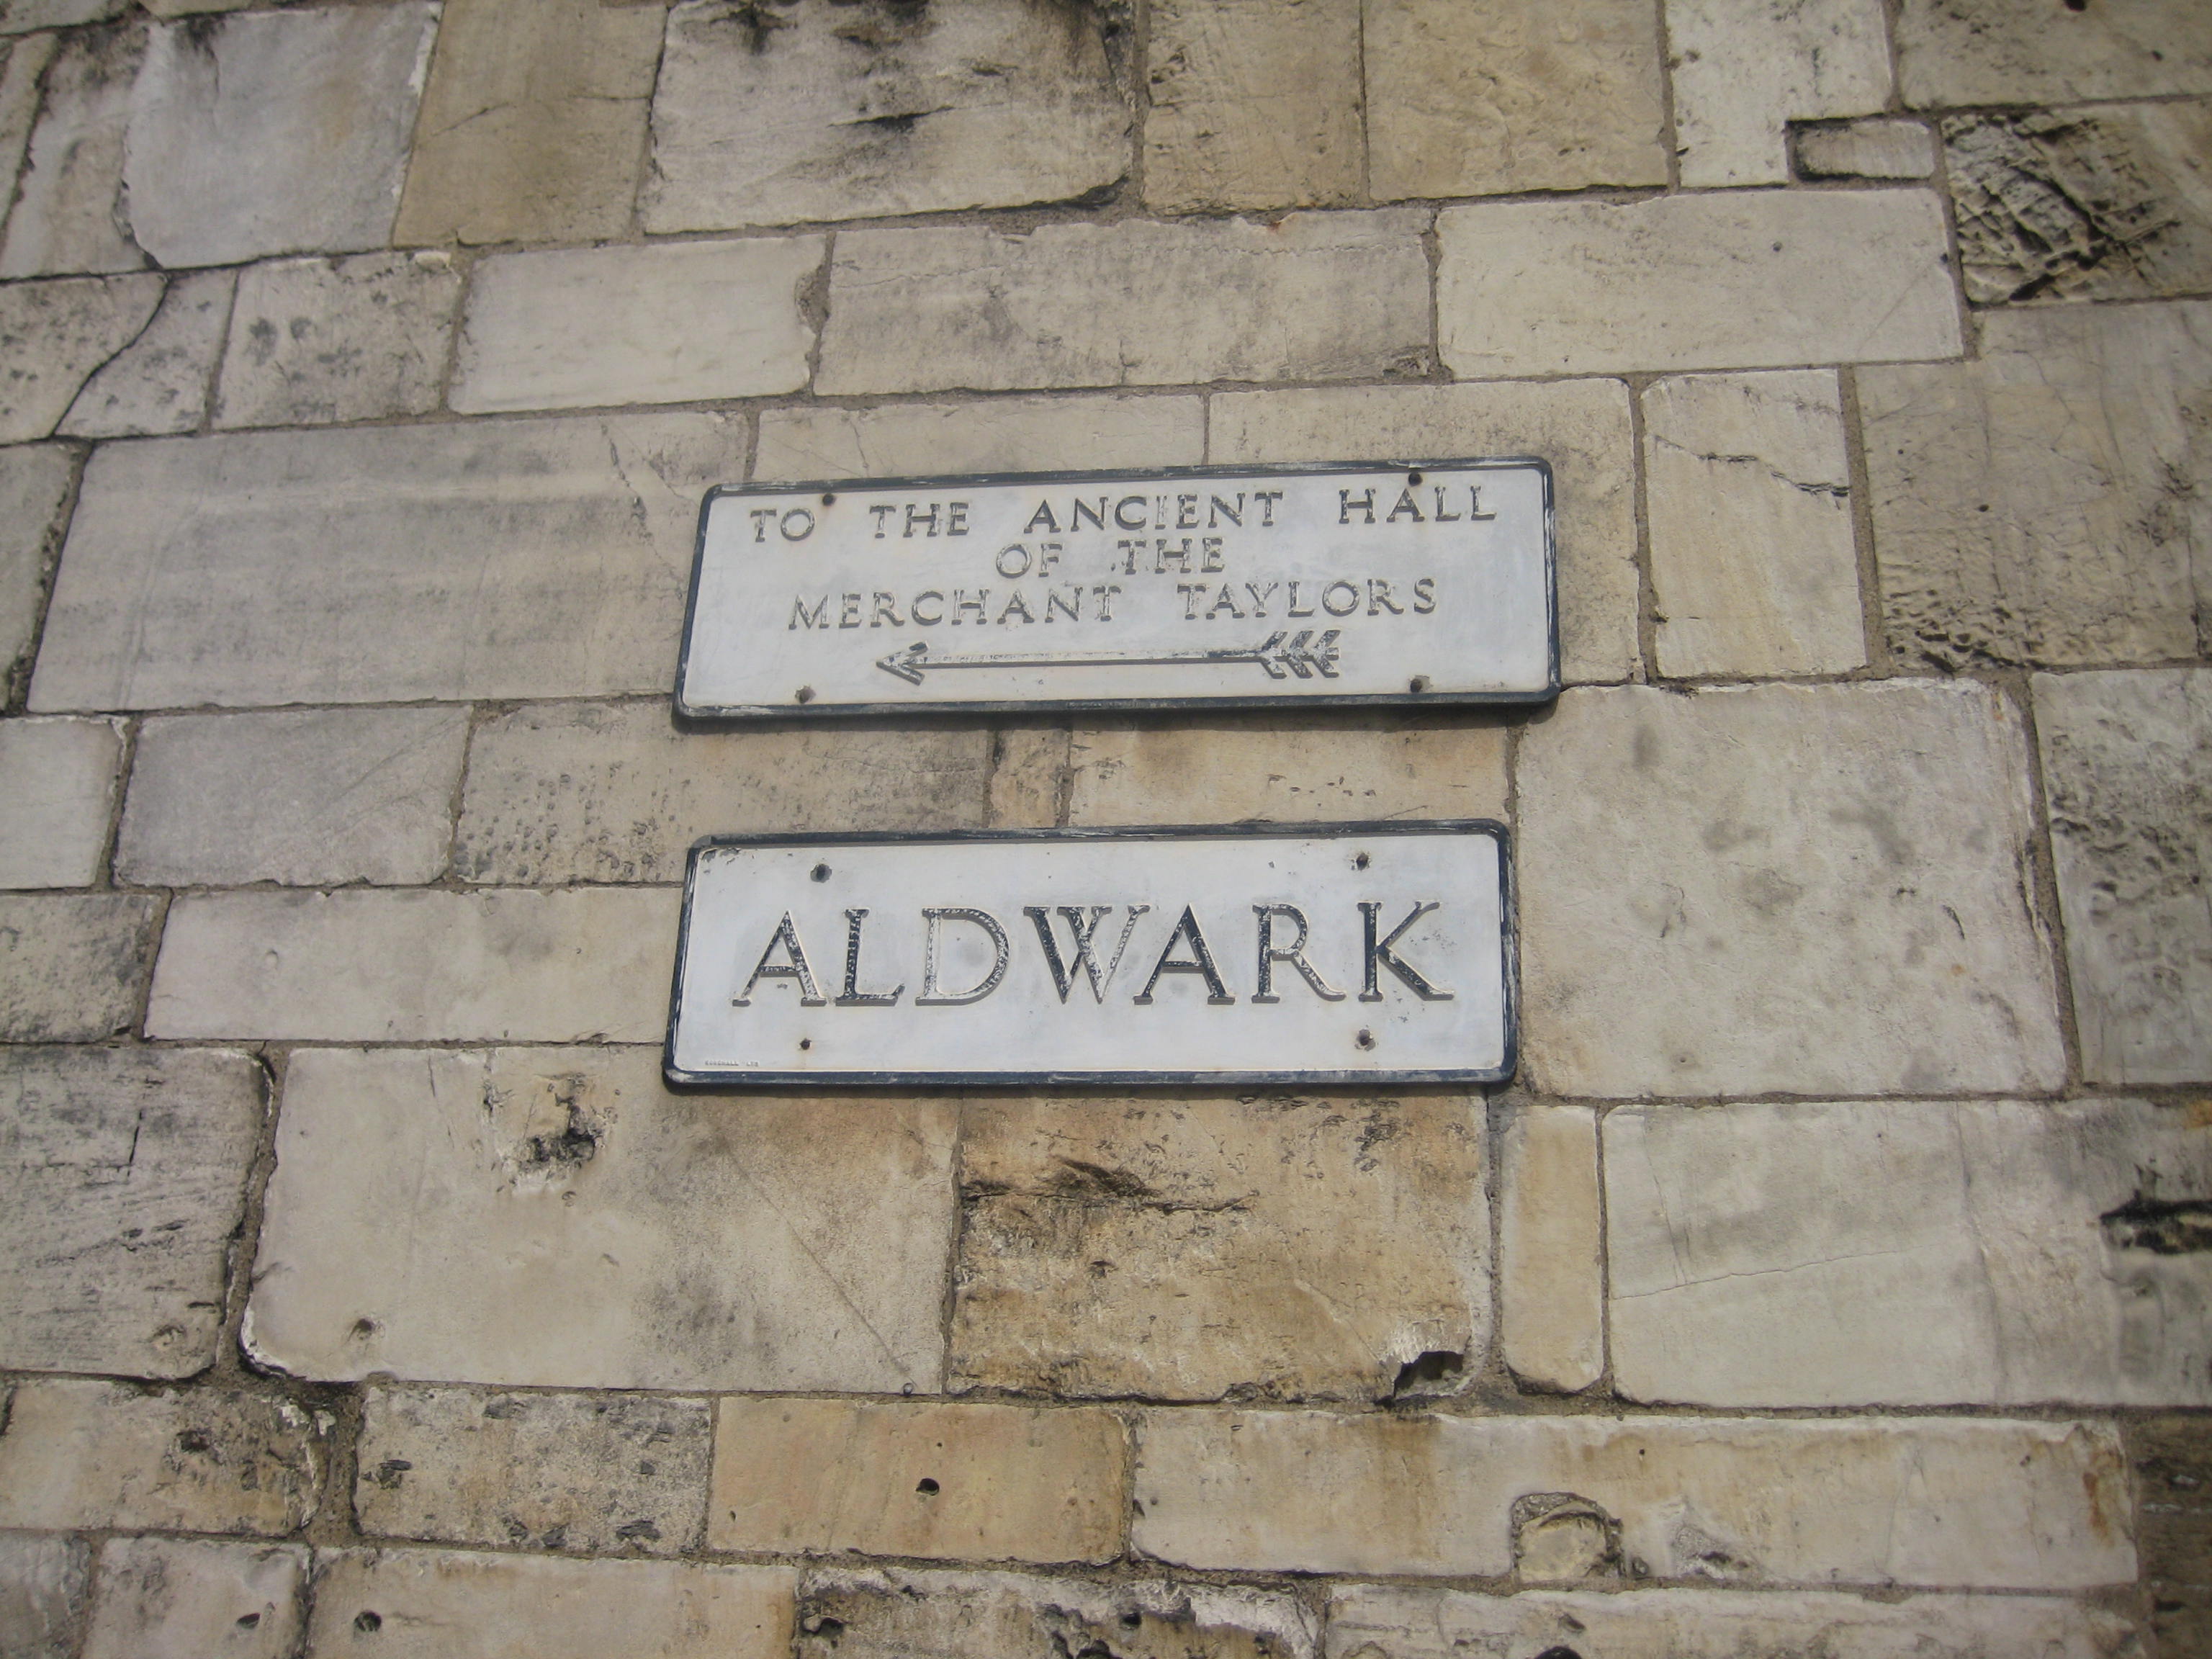 TO THE ANCIENT HALL
OF THE
MERCHANT TAYLORS
ALDWARK